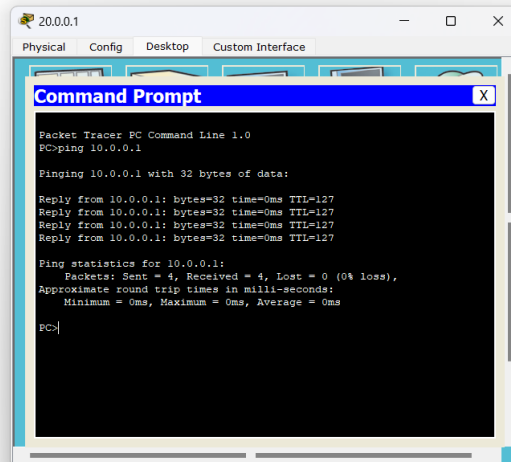 20.0.0.1
Physical Config Desktop Custom Interface
Command Prompt X
Packet Tracer PC Command Line 1.0
PC>ping 10.0.0.1
Pinging 10.0.0.1 with 32 bytes of data:
Reply from 10.0.0.1: bytes=32 time=0ms TTL=127
Reply from 10.0.0.1: bytes=32 time=0ms TTL=127
Reply from 10.0.0.1: bytes=32 time=0ms TTL=127
Reply from 10.0.0.1: bytes=32 time=0ms TTL=127
Ping statistics for 10.0.0.1:
Packets: Sent = 4, Received = 4, Lost = 0 (0% loss),
Approximate round trip times in milli-seconds:
Minimum = 0ms, Maximum = 0ms, Average = 0ms
PC>